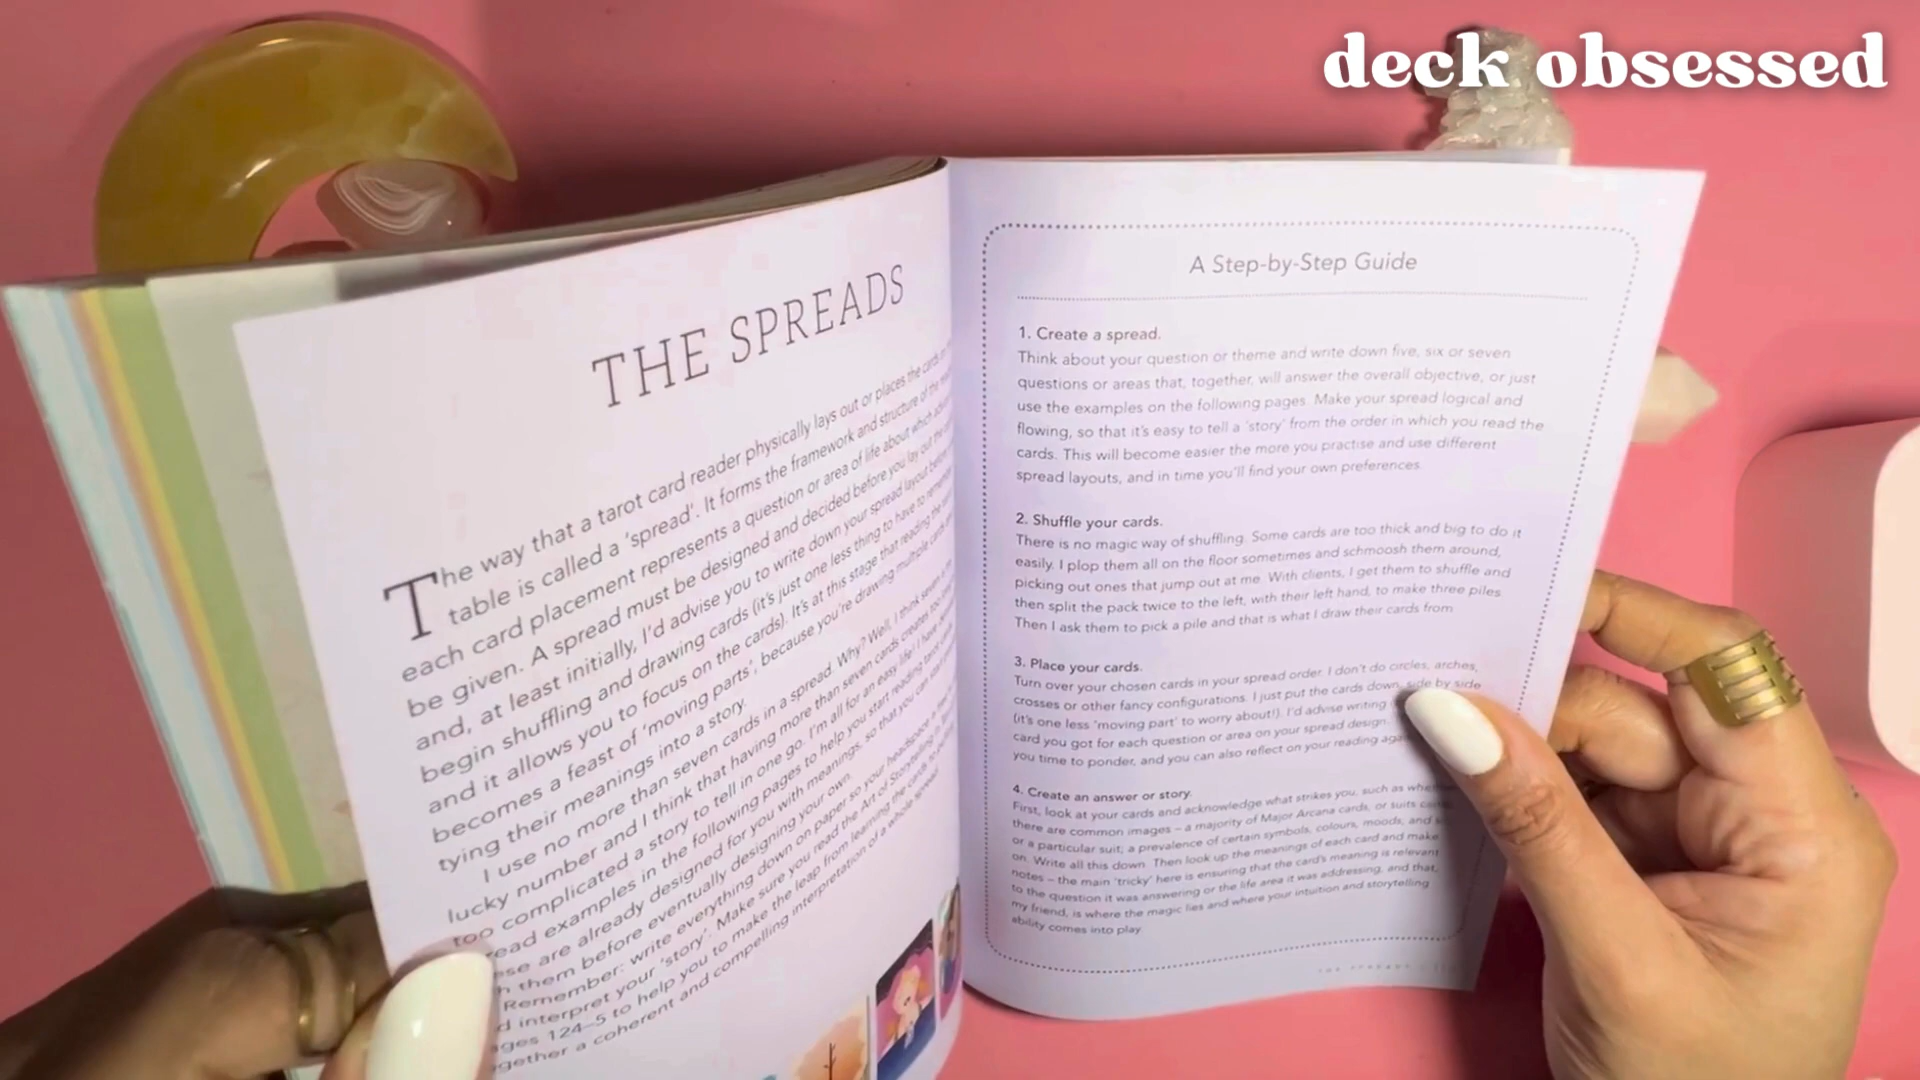 deck obsessed
THE SPREADS
The way that a tarot card reader physically lays out or places the cards on
table is called a ‘spread’. It forms the framework and structure of the
each card placement represents a question or area of life about which
be given. A spread must be designed and decided before you lay out the
and, at least initially, I’d advise you to write down your spread layout before
begin shuffling and drawing cards (it’s just one less thing to have to remember
and it allows you to focus on the cards). It’s at this stage that reading the
becomes a feast of ‘moving parts’, because you’re drawing multiple cards
tying their meanings into a story.
I use no more than seven cards in a spread. Why? Well, I think seven is
lucky number and I think that having more than seven cards creates too
too complicated a story to tell in one go. I’m all for an easy life! I have
read examples in the following pages to help you start reading tarot
are already designed for you with meanings, so that you can
them before eventually designing your own.
Remember: write everything down on paper so your headspace is
interpret your ‘story’. Make sure you read the Art of Storytelling
124–5 to help you to make the leap from learning the cards to
a coherent and compelling interpretation of a whole spread.
A Step-by-Step Guide
1. Create a spread.
Think about your question or theme and write down five, six or seven
questions or areas that, together, will answer the overall objective, or just
use the examples on the following pages. Make your spread logical and
flowing, so that it’s easy to tell a ‘story’ from the order in which you read the
cards. This will become easier the more you practise and use different
spread layouts, and in time you’ll find your own preferences.
2. Shuffle your cards.
There is no magic way of shuffling. Some cards are too thick and big to do it
easily. I plop them all on the floor sometimes and schmoosh them around,
picking out ones that jump out at me. With clients, I get them to shuffle and
then split the pack twice to the left, with their left hand, to make three piles
Then I ask them to pick a pile and that is what I draw their cards from
3. Place your cards.
Turn over your chosen cards in your spread order. I don’t do circles, arches,
crosses or other fancy configurations. I just put the cards down, side by side
(it’s one less ‘moving part’ to worry about!). I’d advise writing
card you got for each question or area on your spread design.
you time to ponder, and you can also reflect on your reading
4. Create an answer or story.
First, look at your cards and acknowledge what strikes you, such as
there are common images – a majority of Major Arcana cards, or suits
or a particular suit; a prevalence of certain symbols, colours, moods, and
on. Write all this down. Then look up the meanings of each card and make
notes – the main ‘tricky’ here is ensuring that the card’s meaning is relevant
to the question it was answering or the life area it was addressing, and that,
my friend, is where the magic lies and where your intuition and storytelling
ability comes into play.